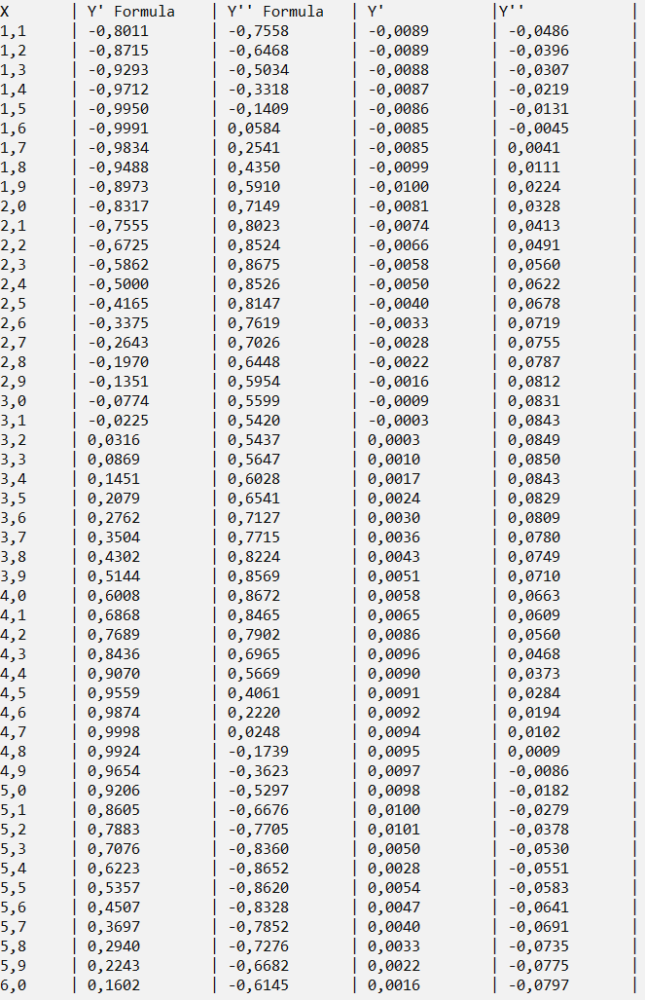 X | Y' Formula | Y'' Formula | Y' |Y'' |
1,1 | -0,8011 | -0,7558 | -0,0089 | -0,0486 |
1,2 | -0,8715 | -0,6468 | -0,0089 | -0,0396 |
1,3 | -0,9293 | -0,5034 | -0,0088 | -0,0307 |
1,4 | -0,9712 | -0,3318 | -0,0087 | -0,0219 |
1,5 | -0,9950 | -0,1409 | -0,0086 | -0,0131 |
1,6 | -0,9991 | 0,0584 | -0,0085 | -0,0045 |
1,7 | -0,9834 | 0,2541 | -0,0085 | 0,0041 |
1,8 | -0,9488 | 0,4350 | -0,0099 | 0,0111 |
1,9 | -0,8973 | 0,5910 | -0,0100 | 0,0224 |
2,0 | -0,8317 | 0,7149 | -0,0081 | 0,0328 |
2,1 | -0,7555 | 0,8023 | -0,0074 | 0,0413 |
2,2 | -0,6725 | 0,8524 | -0,0066 | 0,0491 |
2,3 | -0,5862 | 0,8675 | -0,0058 | 0,0560 |
2,4 | -0,5000 | 0,8526 | -0,0050 | 0,0622 |
2,5 | -0,4165 | 0,8147 | -0,0040 | 0,0678 |
2,6 | -0,3375 | 0,7619 | -0,0033 | 0,0719 |
2,7 | -0,2643 | 0,7026 | -0,0028 | 0,0755 |
2,8 | -0,1970 | 0,6448 | -0,0022 | 0,0787 |
2,9 | -0,1351 | 0,5954 | -0,0016 | 0,0812 |
3,0 | -0,0774 | 0,5599 | -0,0009 | 0,0831 |
3,1 | -0,0225 | 0,5420 | -0,0003 | 0,0843 |
3,2 | 0,0316 | 0,5437 | 0,0003 | 0,0849 |
3,3 | 0,0869 | 0,5647 | 0,0010 | 0,0850 |
3,4 | 0,1451 | 0,6028 | 0,0017 | 0,0843 |
3,5 | 0,2079 | 0,6541 | 0,0024 | 0,0829 |
3,6 | 0,2762 | 0,7127 | 0,0030 | 0,0809 |
3,7 | 0,3504 | 0,7715 | 0,0036 | 0,0780 |
3,8 | 0,4302 | 0,8224 | 0,0043 | 0,0749 |
3,9 | 0,5144 | 0,8569 | 0,0051 | 0,0710 |
4,0 | 0,6008 | 0,8672 | 0,0058 | 0,0663 |
4,1 | 0,6868 | 0,8465 | 0,0065 | 0,0609 |
4,2 | 0,7689 | 0,7902 | 0,0086 | 0,0560 |
4,3 | 0,8436 | 0,6965 | 0,0096 | 0,0468 |
4,4 | 0,9070 | 0,5669 | 0,0090 | 0,0373 |
4,5 | 0,9559 | 0,4061 | 0,0091 | 0,0284 |
4,6 | 0,9874 | 0,2220 | 0,0092 | 0,0194 |
4,7 | 0,9998 | 0,0248 | 0,0094 | 0,0102 |
4,8 | 0,9924 | -0,1739 | 0,0095 | 0,0009 |
4,9 | 0,9654 | -0,3623 | 0,0097 | -0,0086 |
5,0 | 0,9206 | -0,5297 | 0,0098 | -0,0182 |
5,1 | 0,8605 | -0,6676 | 0,0100 | -0,0279 |
5,2 | 0,7883 | -0,7705 | 0,0101 | -0,0378 |
5,3 | 0,7076 | -0,8360 | 0,0050 | -0,0530 |
5,4 | 0,6223 | -0,8652 | 0,0028 | -0,0551 |
5,5 | 0,5357 | -0,8620 | 0,0054 | -0,0583 |
5,6 | 0,4507 | -0,8328 | 0,0047 | -0,0641 |
5,7 | 0,3697 | -0,7852 | 0,0040 | -0,0691 |
5,8 | 0,2940 | -0,7276 | 0,0033 | -0,0735 |
5,9 | 0,2243 | -0,6682 | 0,0022 | -0,0775 |
6,0 | 0,1602 | -0,6145 | 0,0016 | -0,0797 |